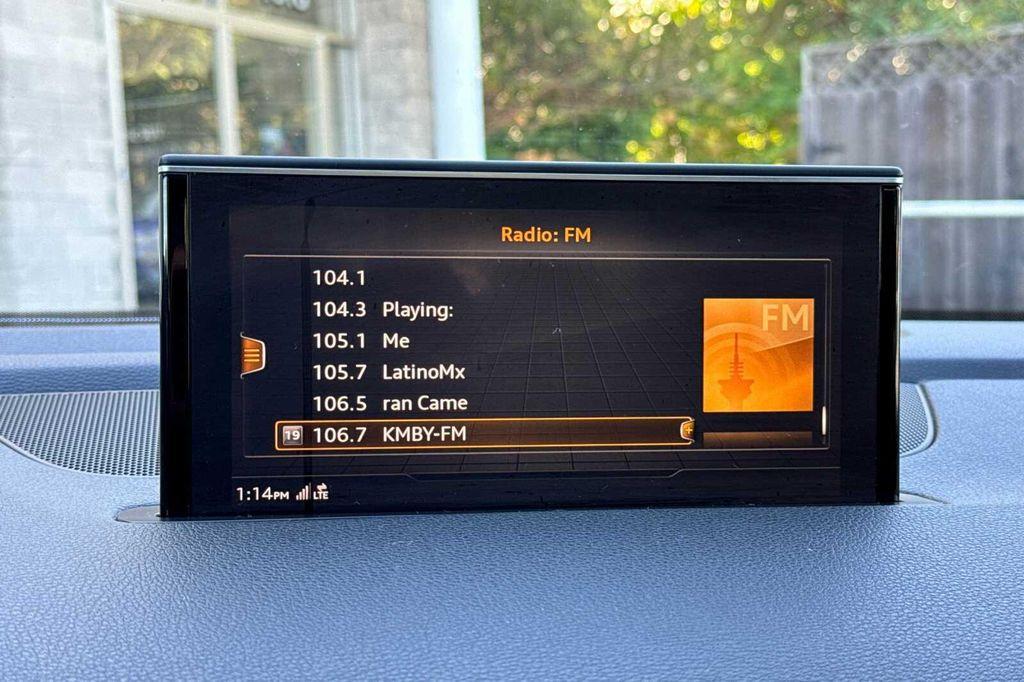 Radio: FM
104.1
104.3 Playing:
105.1 Me
105.7 LatinoMx
106.5 ran Came
19 106.7 KMBY-FM
FM
1:14PM LTE